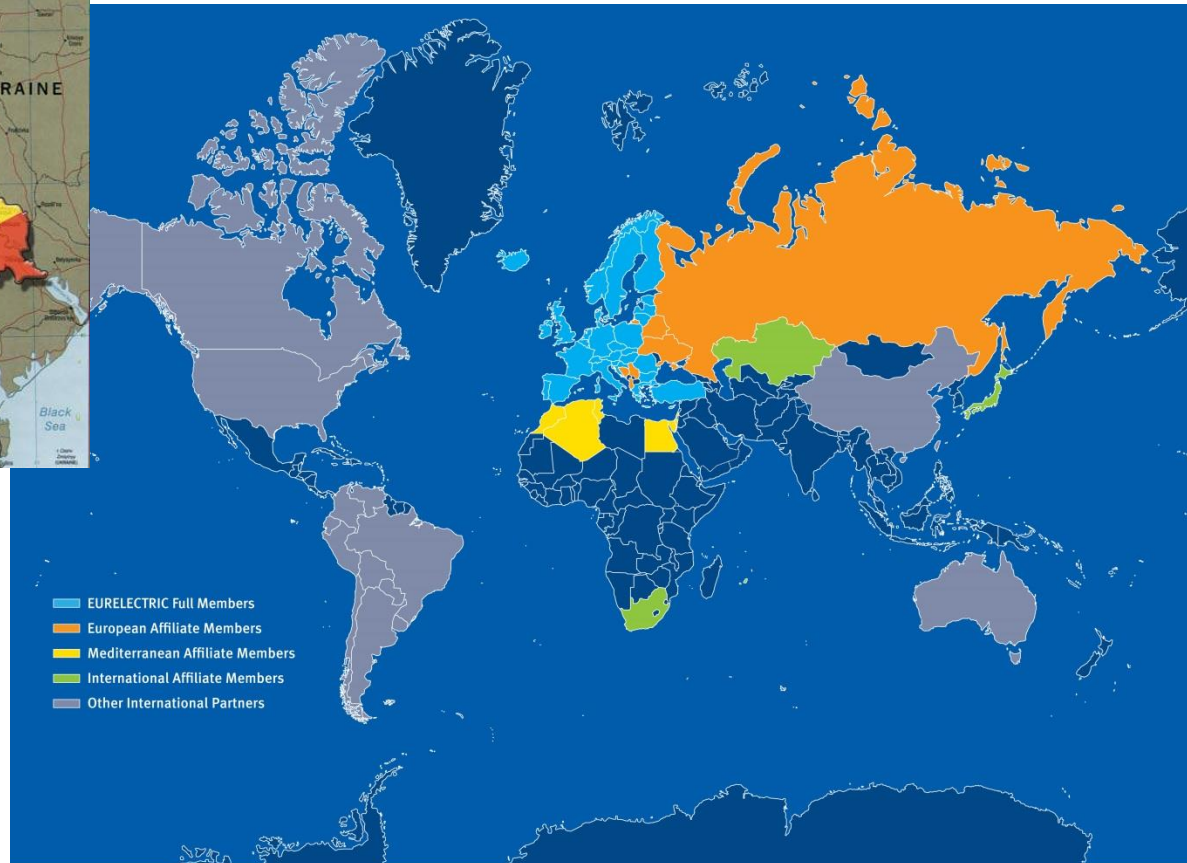 RAINE
Black
Sea
EURELECTRIC Full Members
European Affiliate Members
Mediterranean Affiliate Members
International Affiliate Members
Other International Partners